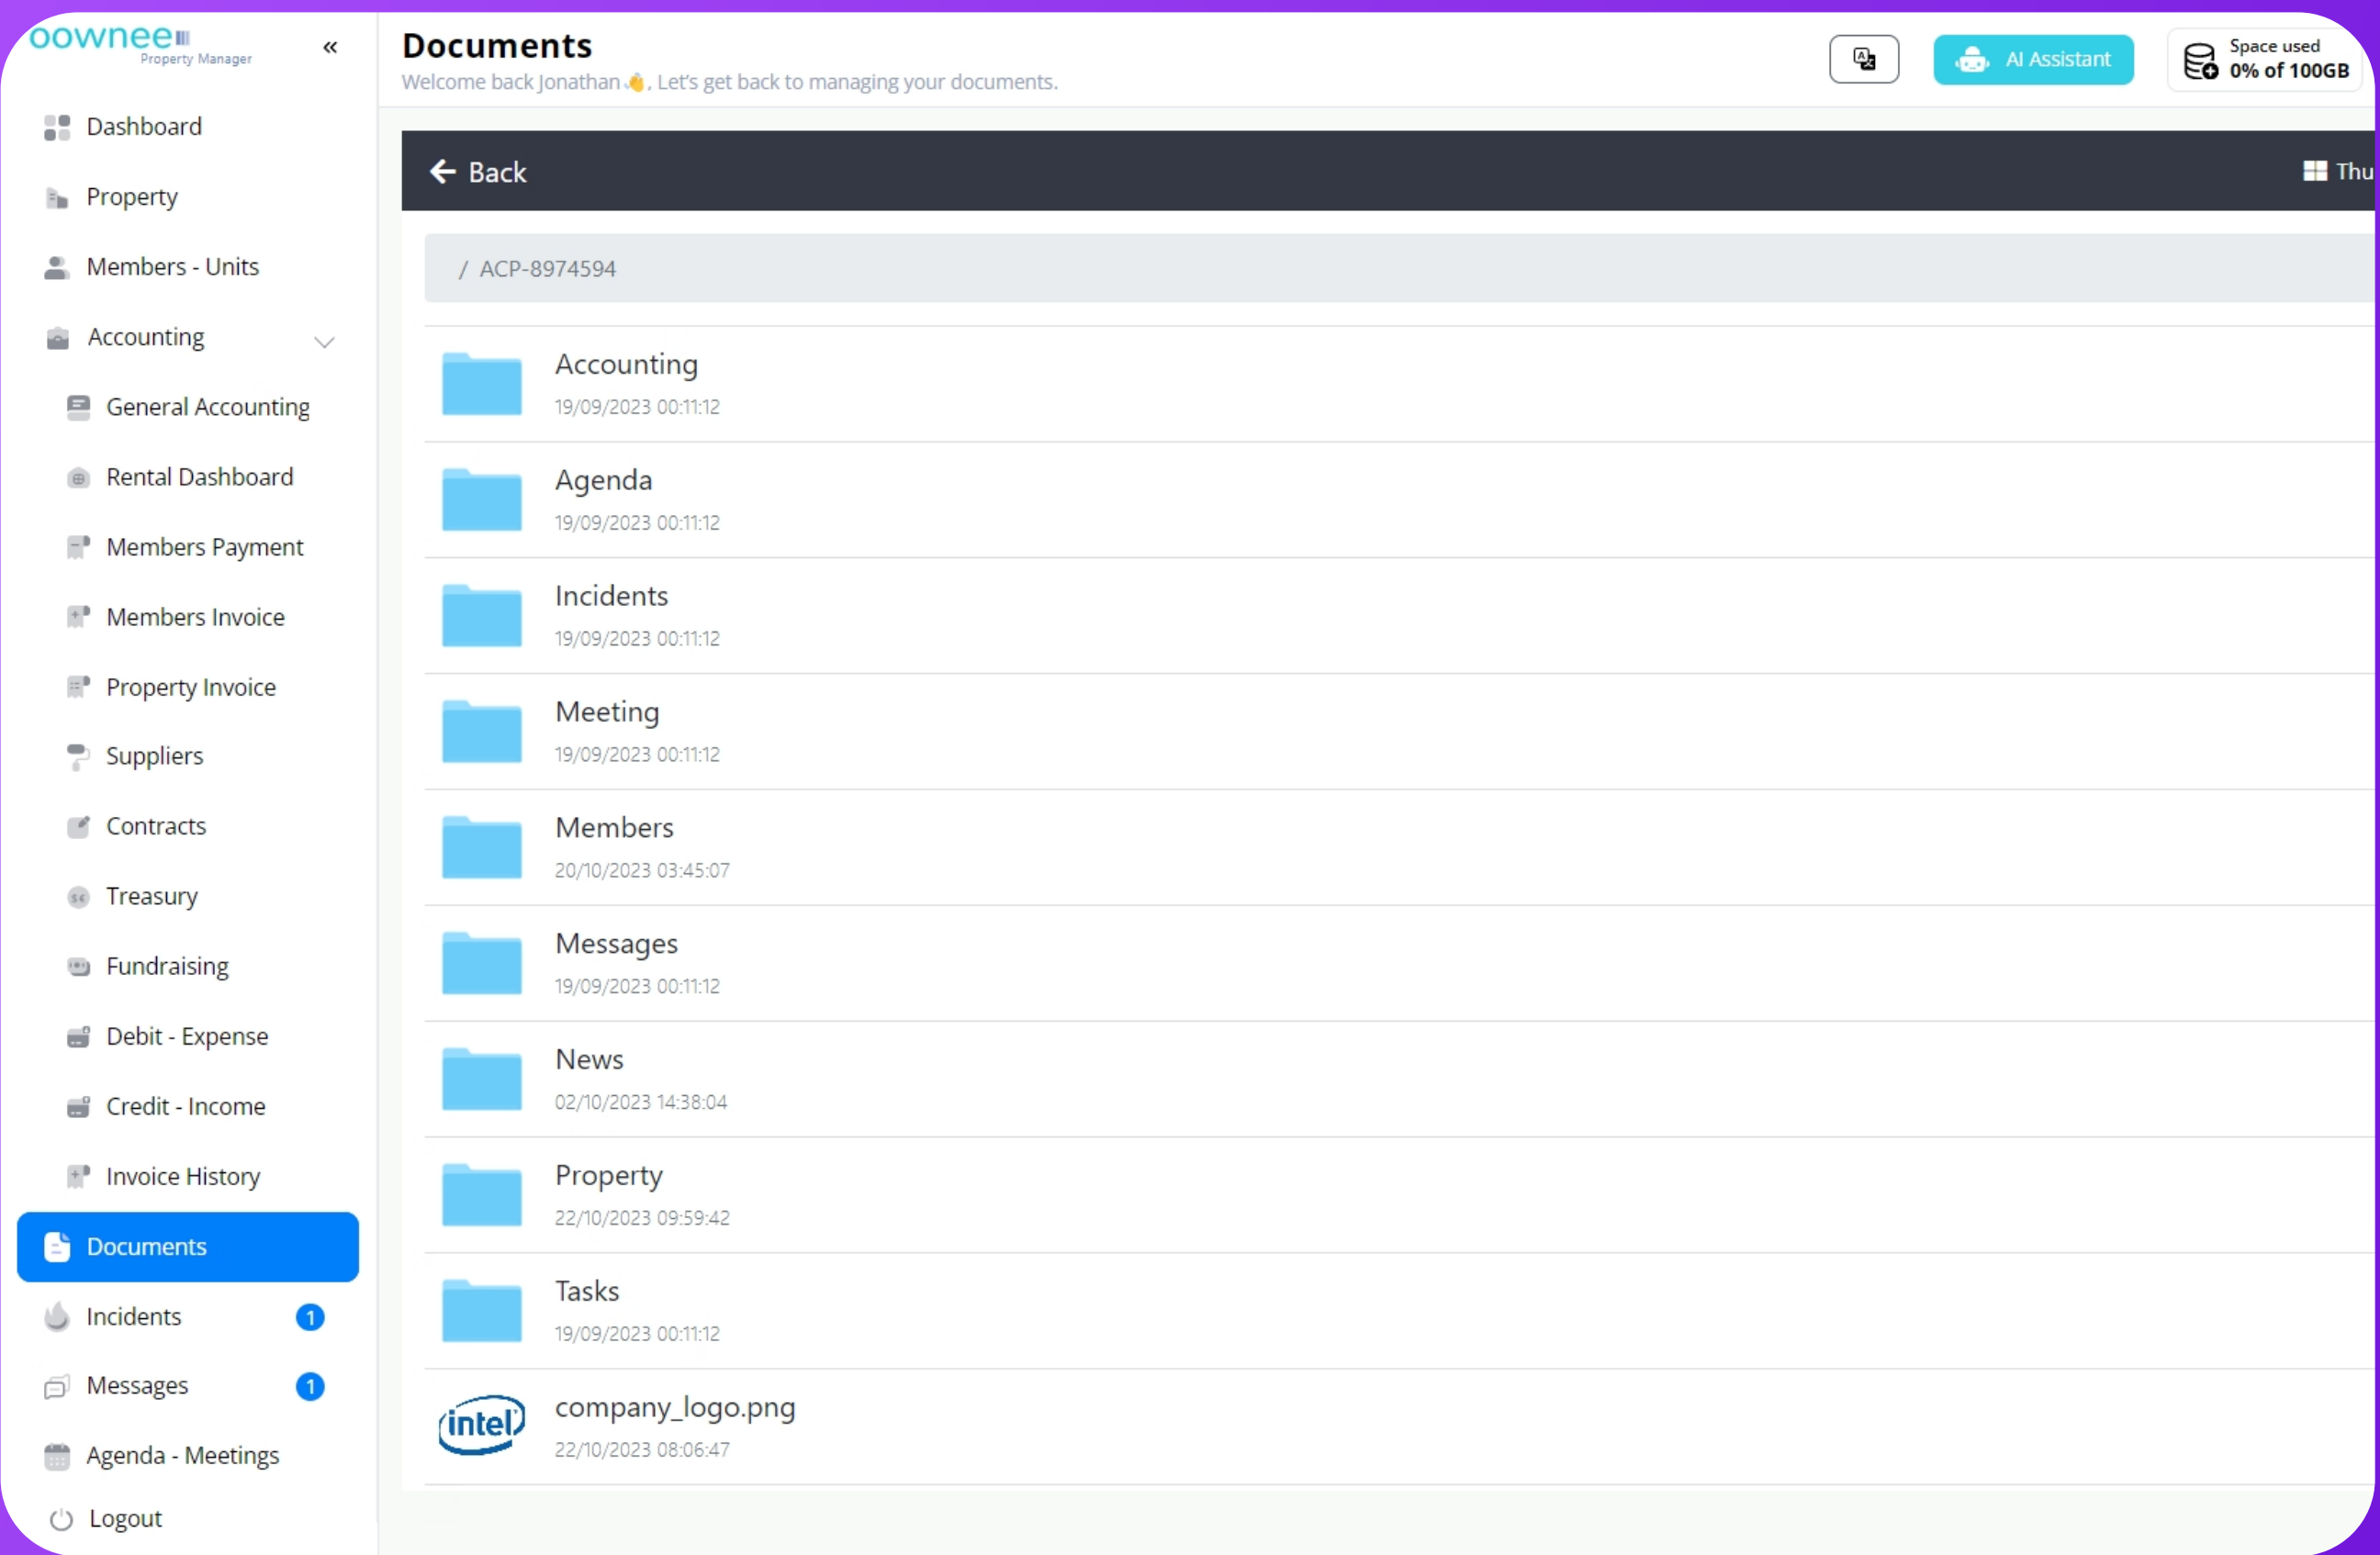 oownee
Property Manager
«
Documents
Welcome back Jonathan 👋, Let's get back to managing your documents.
AI Assistant
Space used
0% of 100GB
Dashboard
Property
Members - Units
Accounting
General Accounting
Rental Dashboard
Members Payment
Members Invoice
Property Invoice
Suppliers
Contracts
Treasury
Fundraising
Debit - Expense
Credit - Income
Invoice History
Documents
Incidents 1
Messages 1
Agenda - Meetings
Logout
Back
Thu
/ ACP-8974594
Accounting
19/09/2023 00:11:12
Agenda
19/09/2023 00:11:12
Incidents
19/09/2023 00:11:12
Meeting
19/09/2023 00:11:12
Members
20/10/2023 03:45:07
Messages
19/09/2023 00:11:12
News
02/10/2023 14:38:04
Property
22/10/2023 09:59:42
Tasks
19/09/2023 00:11:12
intel
company_logo.png
22/10/2023 08:06:47